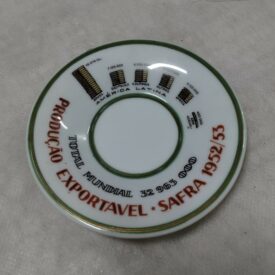 AMÉRICA LATINA
TOTAL MUNDIAL 32 963 000
PRODUÇÃO EXPORTAVEL · SAFRA 1952/53